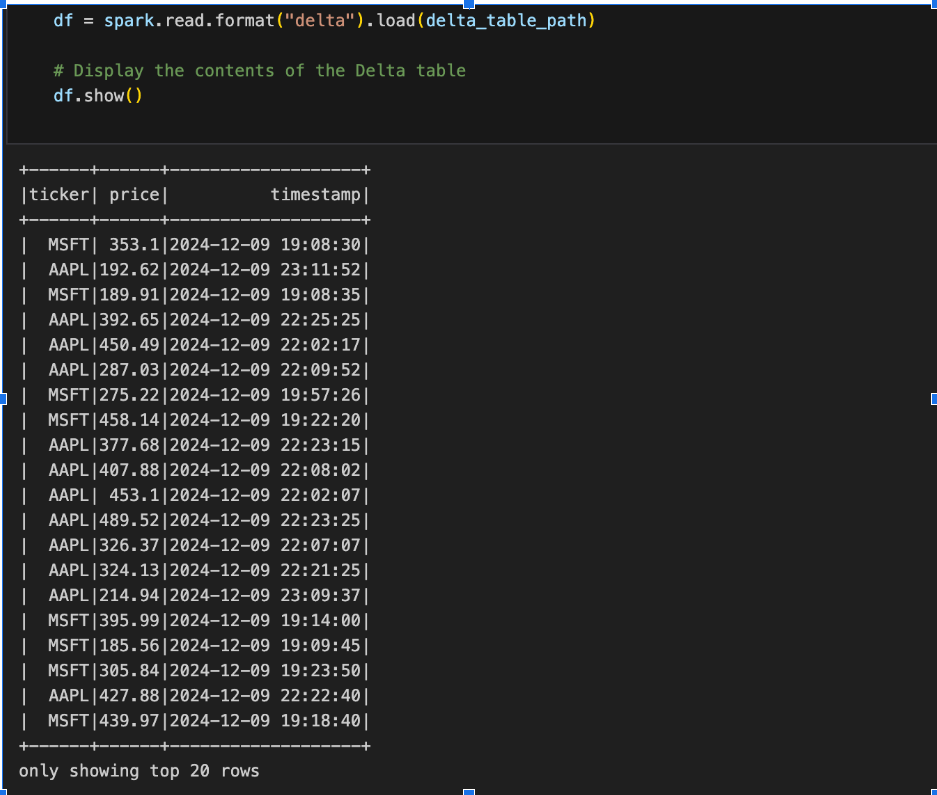 df = spark.read.format("delta").load(delta_table_path)
# Display the contents of the Delta table
df.show()
+------+------+-------------------+
|ticker| price|          timestamp|
+------+------+-------------------+
|  MSFT| 353.1|2024-12-09 19:08:30|
|  AAPL|192.62|2024-12-09 23:11:52|
|  MSFT|189.91|2024-12-09 19:08:35|
|  AAPL|392.65|2024-12-09 22:25:25|
|  AAPL|450.49|2024-12-09 22:02:17|
|  AAPL|287.03|2024-12-09 22:09:52|
|  MSFT|275.22|2024-12-09 19:57:26|
|  MSFT|458.14|2024-12-09 19:22:20|
|  AAPL|377.68|2024-12-09 22:23:15|
|  AAPL|407.88|2024-12-09 22:08:02|
|  AAPL| 453.1|2024-12-09 22:02:07|
|  AAPL|489.52|2024-12-09 22:23:25|
|  AAPL|326.37|2024-12-09 22:07:07|
|  AAPL|324.13|2024-12-09 22:21:25|
|  AAPL|214.94|2024-12-09 23:09:37|
|  MSFT|395.99|2024-12-09 19:14:00|
|  MSFT|185.56|2024-12-09 19:09:45|
|  MSFT|305.84|2024-12-09 19:23:50|
|  AAPL|427.88|2024-12-09 22:22:40|
|  MSFT|439.97|2024-12-09 19:18:40|
+------+------+-------------------+
only showing top 20 rows